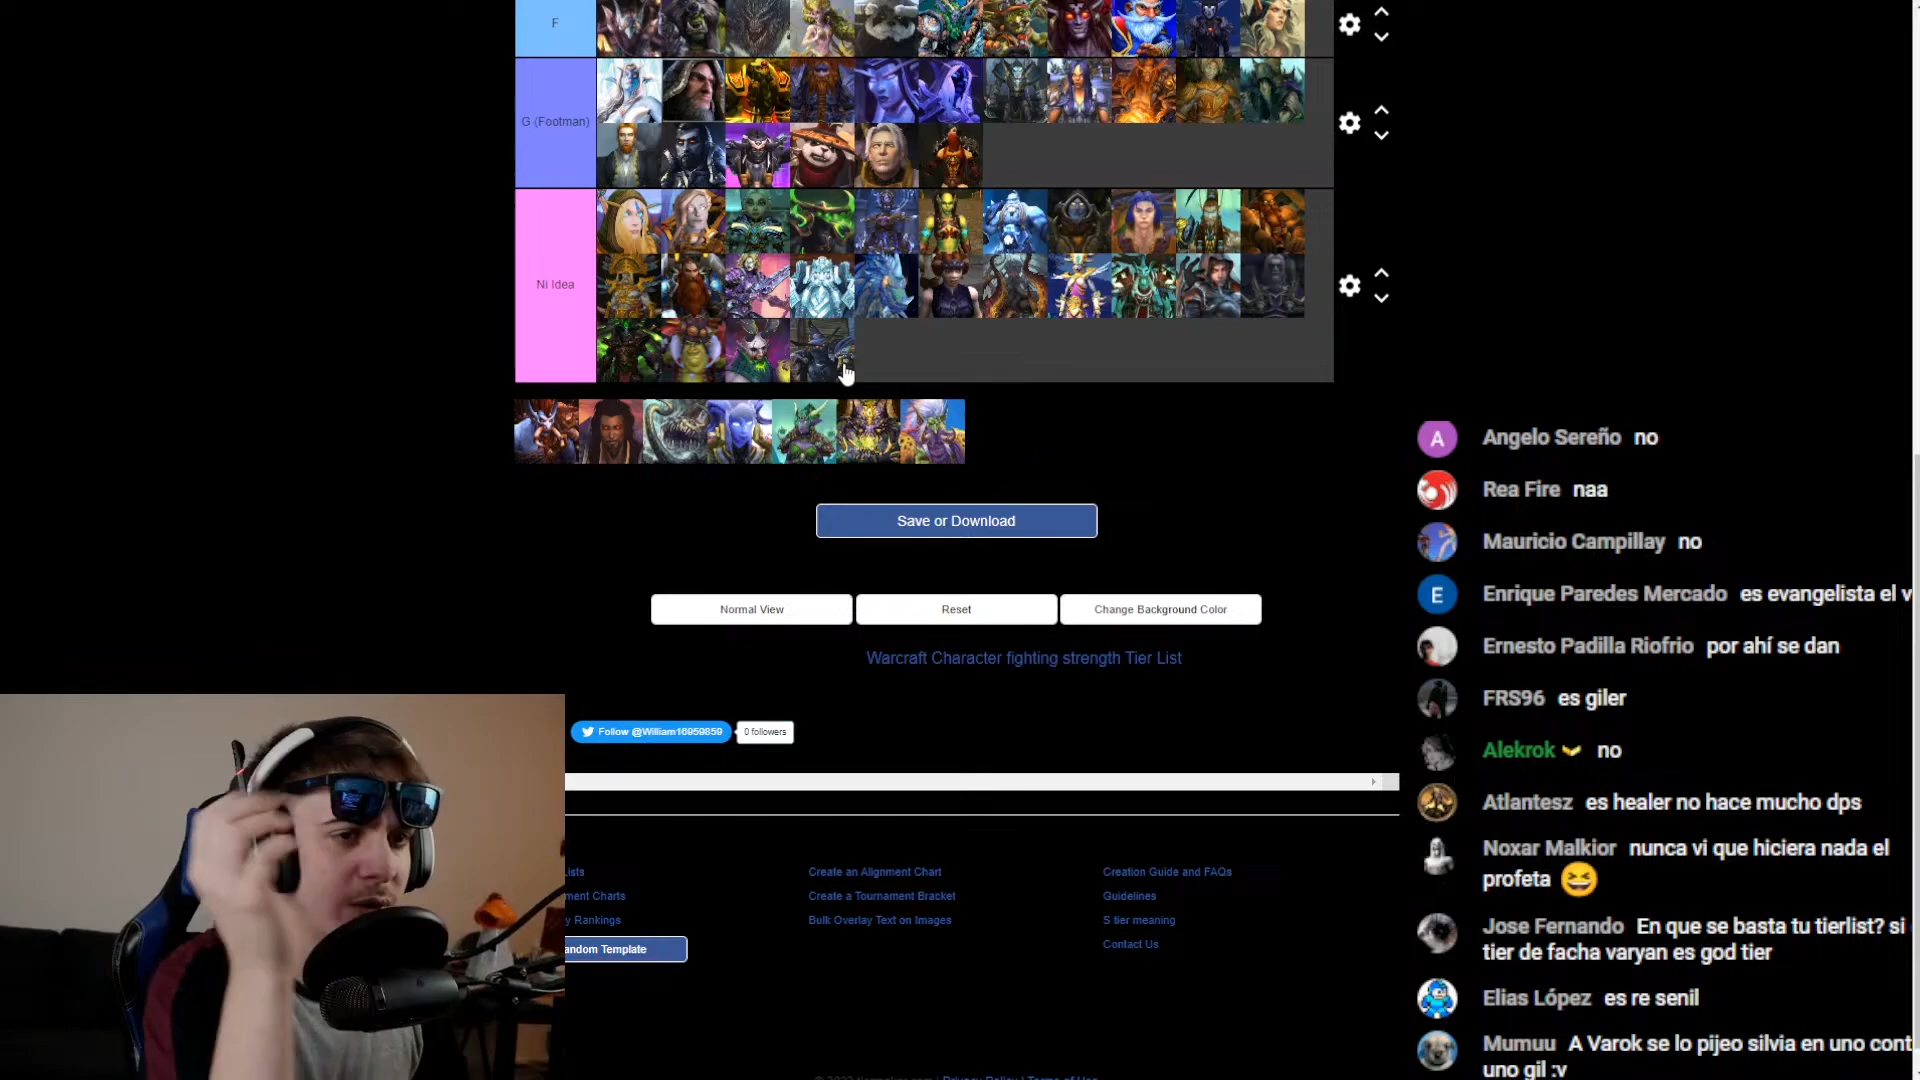 F
G (Footman)
Ni Idea
Save or Download
Normal View
Reset
Change Background Color
Warcraft Character fighting strength Tier List
Follow @William16959859
0 followers
Create an Alignment Chart
Creation Guide and FAQs
Bulk Overlay Text on Images
Create a Tournament Bracket
Guidelines
y Rankings
S tier meaning
Contact Us
andom Template
Angelo Sereño no
Rea Fire naa
Mauricio Campillay no
E
A
Enrique Paredes Mercado es evangelista el v
Ernesto Padilla Riofrio por ahí se dan
FRS96 es giler
Alekrok no
Atlantesz es healer no hace mucho dps
Noxar Malkior nunca vi que hiciera nada el
profeta
Jose Fernando En que se basta tu tierlist? si
tier de facha varyan es god tier
Elias López es re senil
Mumuu A Varok se lo pijeo silvia en uno cont
uno gil :v